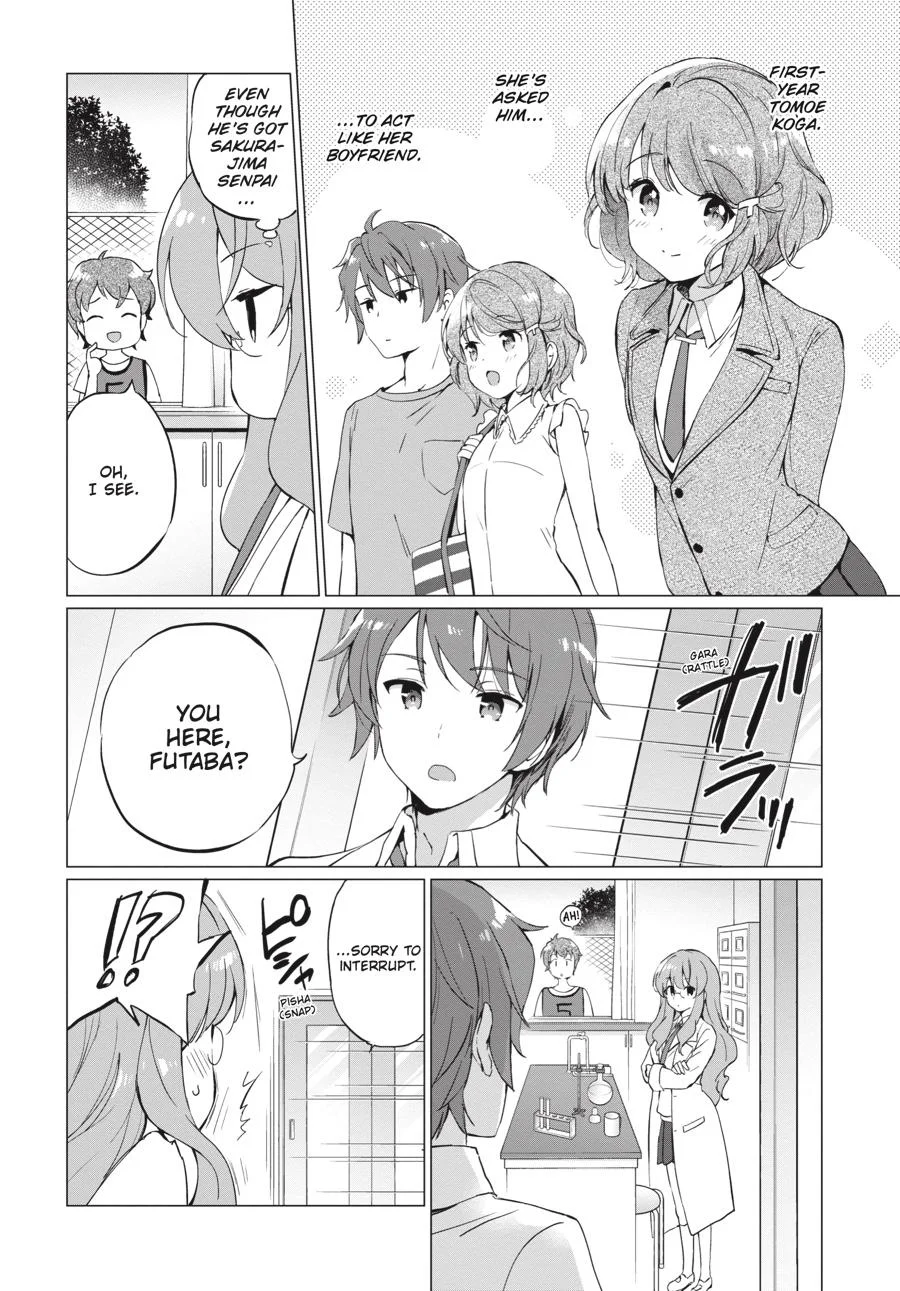 FIRST-
YEAR
TOMOE
KOGA.
SHE'S
ASKED
HIM...
...TO ACT
LIKE HER
BOYFRIEND.
EVEN
THOUGH
HE'S GOT
SAKURA-
JIMA
SENPAI
...
OH,
I SEE.
ガラッ
GARA
(RATTLE)
YOU
HERE,
FUTABA?
AH!
...SORRY TO
INTERRUPT.
ピシャ
PISHA
(SNAP)
!!?